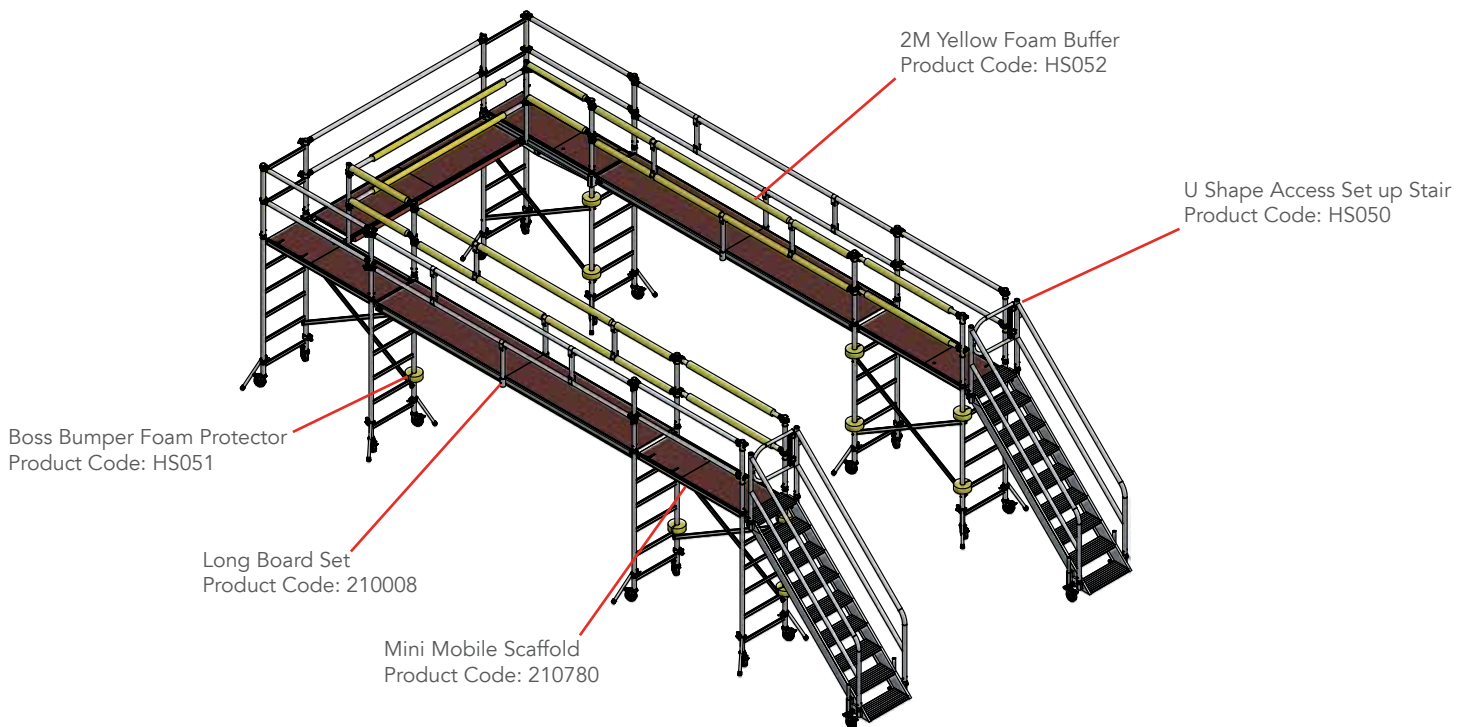 2M Yellow Foam Buffer
Product Code: HS052
U Shape Access Set up Stair
Product Code: HS050
Boss Bumper Foam Protector
Product Code: HS051
Long Board Set
Product Code: 210008
Mini Mobile Scaffold
Product Code: 210780